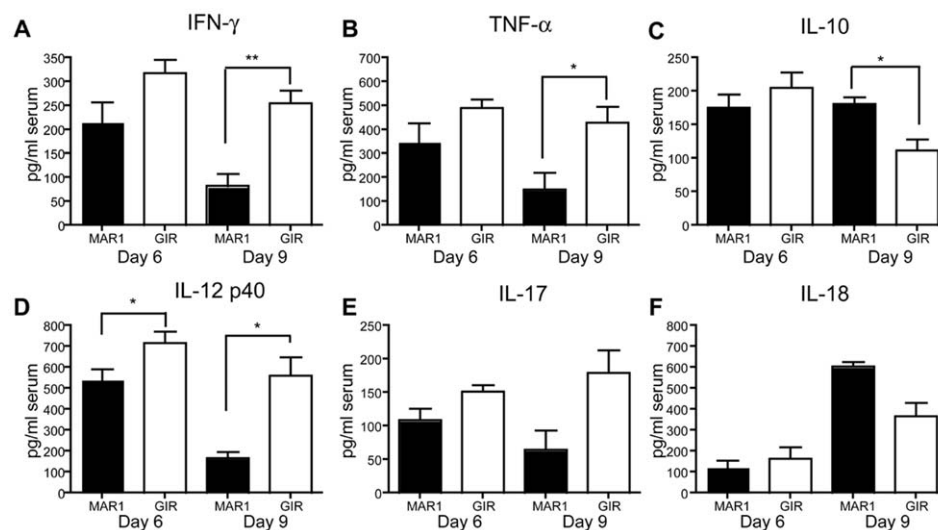 A
IFN-γ
**
pg/ml serum
350
300
250
200
150
100
50
0
MAR1 GIR MAR1 GIR
Day 6 Day 9
B
TNF-α
*
pg/ml serum
700
600
500
400
300
200
100
0
MAR1 GIR MAR1 GIR
Day 6 Day 9
C
IL-10
*
pg/ml serum
250
200
150
100
50
0
MAR1 GIR MAR1 GIR
Day 6 Day 9
D
IL-12 p40
* *
pg/ml serum
800
700
600
500
400
300
200
100
0
MAR1 GIR MAR1 GIR
Day 6 Day 9
E
IL-17
pg/ml serum
250
200
150
100
50
0
MAR1 GIR MAR1 GIR
Day 6 Day 9
F
IL-18
pg/ml serum
800
700
600
500
400
300
200
100
0
MAR1 GIR MAR1 GIR
Day 6 Day 9